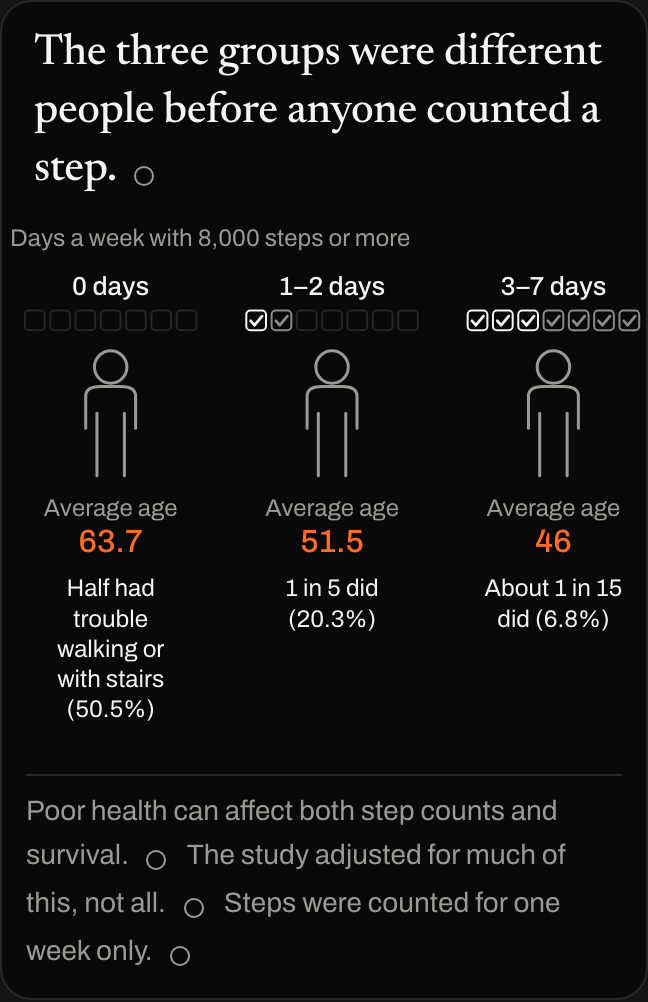 The three groups were different
people before anyone counted a
step.
Days a week with 8,000 steps or more
0 days
1–2 days
3–7 days
Average age
63.7
Half had
trouble
walking or
with stairs
(50.5%)
Average age
51.5
1 in 5 did
(20.3%)
Average age
46
About 1 in 15
did (6.8%)
Poor health can affect both step counts and
survival. The study adjusted for much of
this, not all. Steps were counted for one
week only.